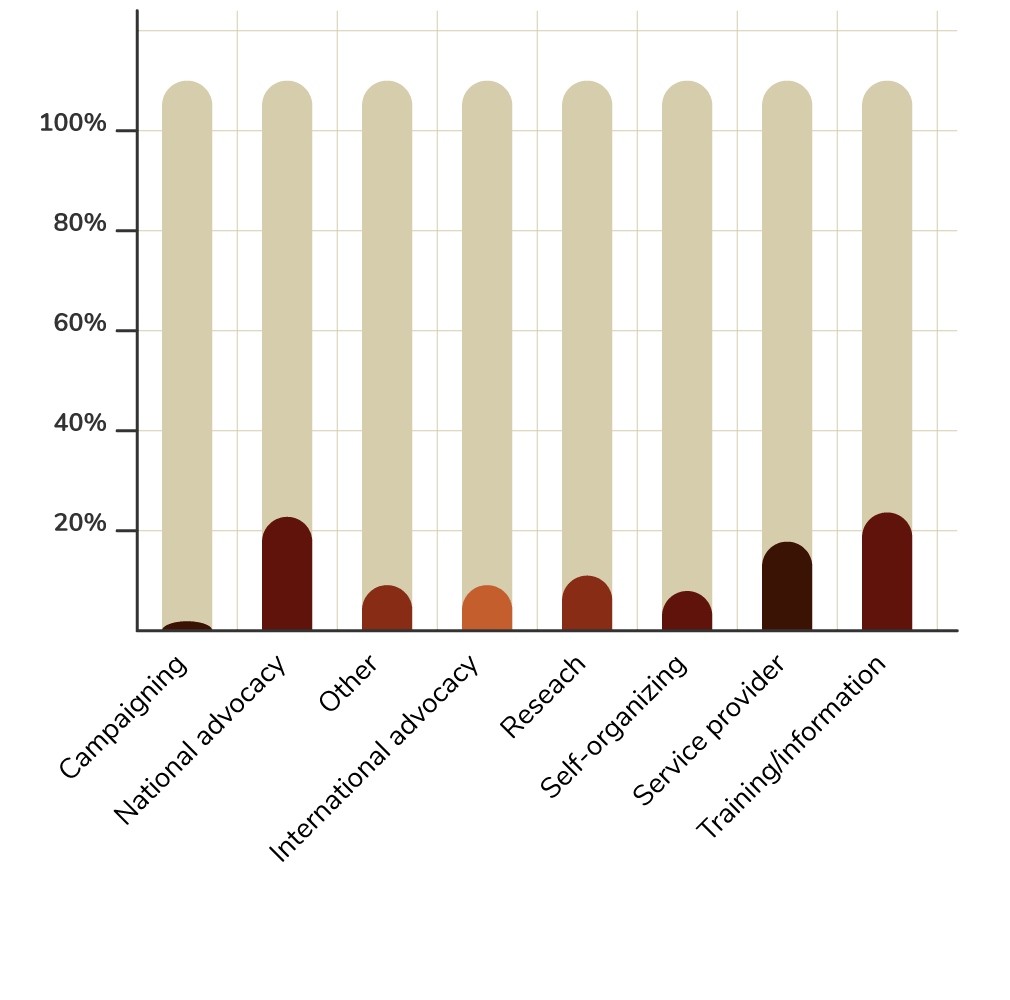 100%
80%
60%
40%
20%
Campaigning
National advocacy
Other
International advocacy
Reseach
Self-organizing
Service provider
Training/information